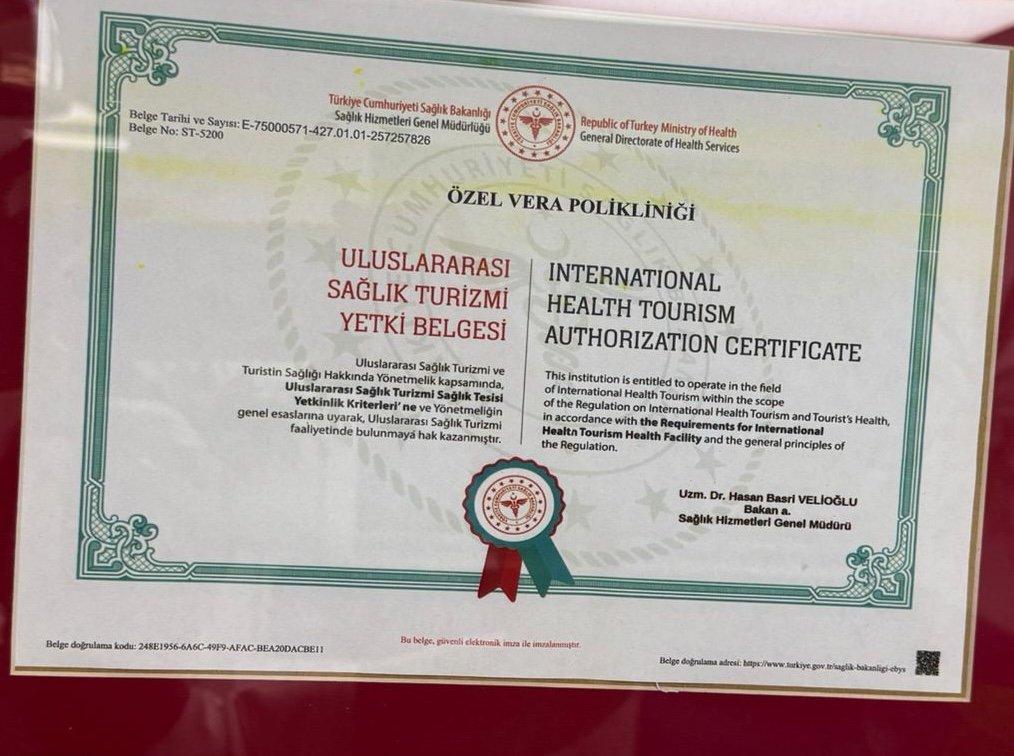 Türkiye Cumhuriyeti Sağlık Bakanlığı
Sağlık Hizmetleri Genel Müdürlüğü
Republic of Turkey Ministry of Health
General Directorate of Health Services
Belge Tarihi ve Sayısı: E-75000571-427.01.01-257257826
Belge No: ST-5200
ÖZEL VERA POLİKLİNİĞİ
ULUSLARARASI
SAĞLIK TURİZMİ
YETKİ BELGESİ
Uluslararası Sağlık Turizmi ve
Turistin Sağlığı Hakkında Yönetmelik kapsamında,
Uluslararası Sağlık Turizmi Sağlık Tesisi
Yetkinlik Kriterleri' ne ve Yönetmeliğin
genel esaslarına uyarak, Uluslararası Sağlık Turizmi
faaliyetinde bulunmaya hak kazanmıştır.
INTERNATIONAL
HEALTH TOURISM
AUTHORIZATION CERTIFICATE
This institution is entitled to operate in the field
of International Health Tourism within the scope
of the Regulation on International Health Tourism and Tourist's Health,
in accordance with the Requirements for International
Health Tourism Health Facility and the general principles of
the Regulation.
Uzm. Dr. Hasan Basri VELİOĞLU
Bakan a.
Sağlık Hizmetleri Genel Müdürü
Belge doğrulama kodu: 248E1956-6A6C-49F9-AFAC-BEA20DACBE11
Bu belge, güvenli elektronik imza ile imzalanmıştır.
Belge doğrulama adresi: https://www.turkiye.gov.tr/saglik-bakanligi-ebys